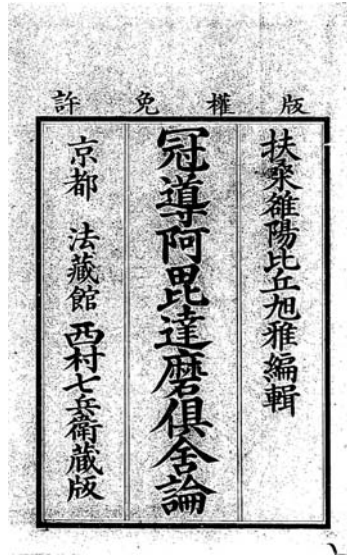 版權免許
扶桒雒陽比丘旭雅編輯
冠導阿毘達磨俱舍論
京都 法藏館 西村七兵衛藏版